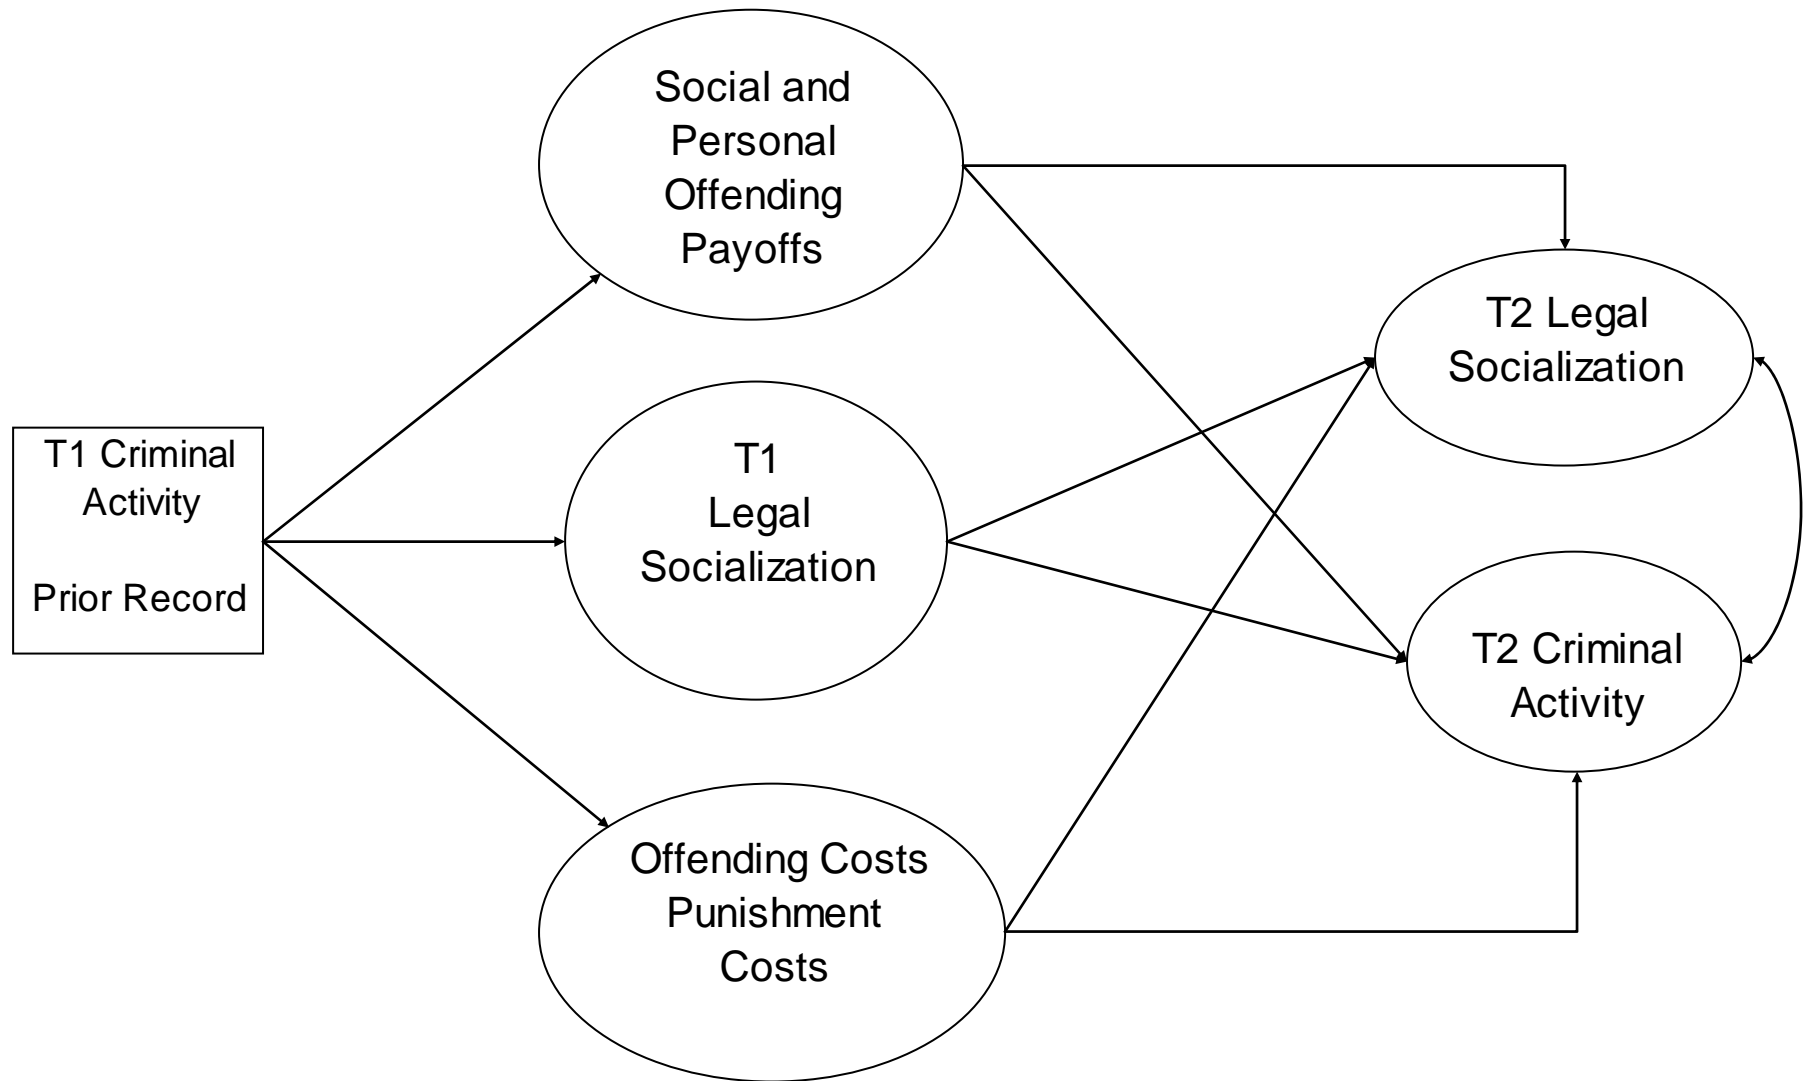 Social and
Personal
Offending
Payoffs
T2 Legal
Socialization
T1 Criminal
Activity
Prior Record
T1
Legal
Socialization
T2 Criminal
Activity
Offending Costs
Punishment
Costs